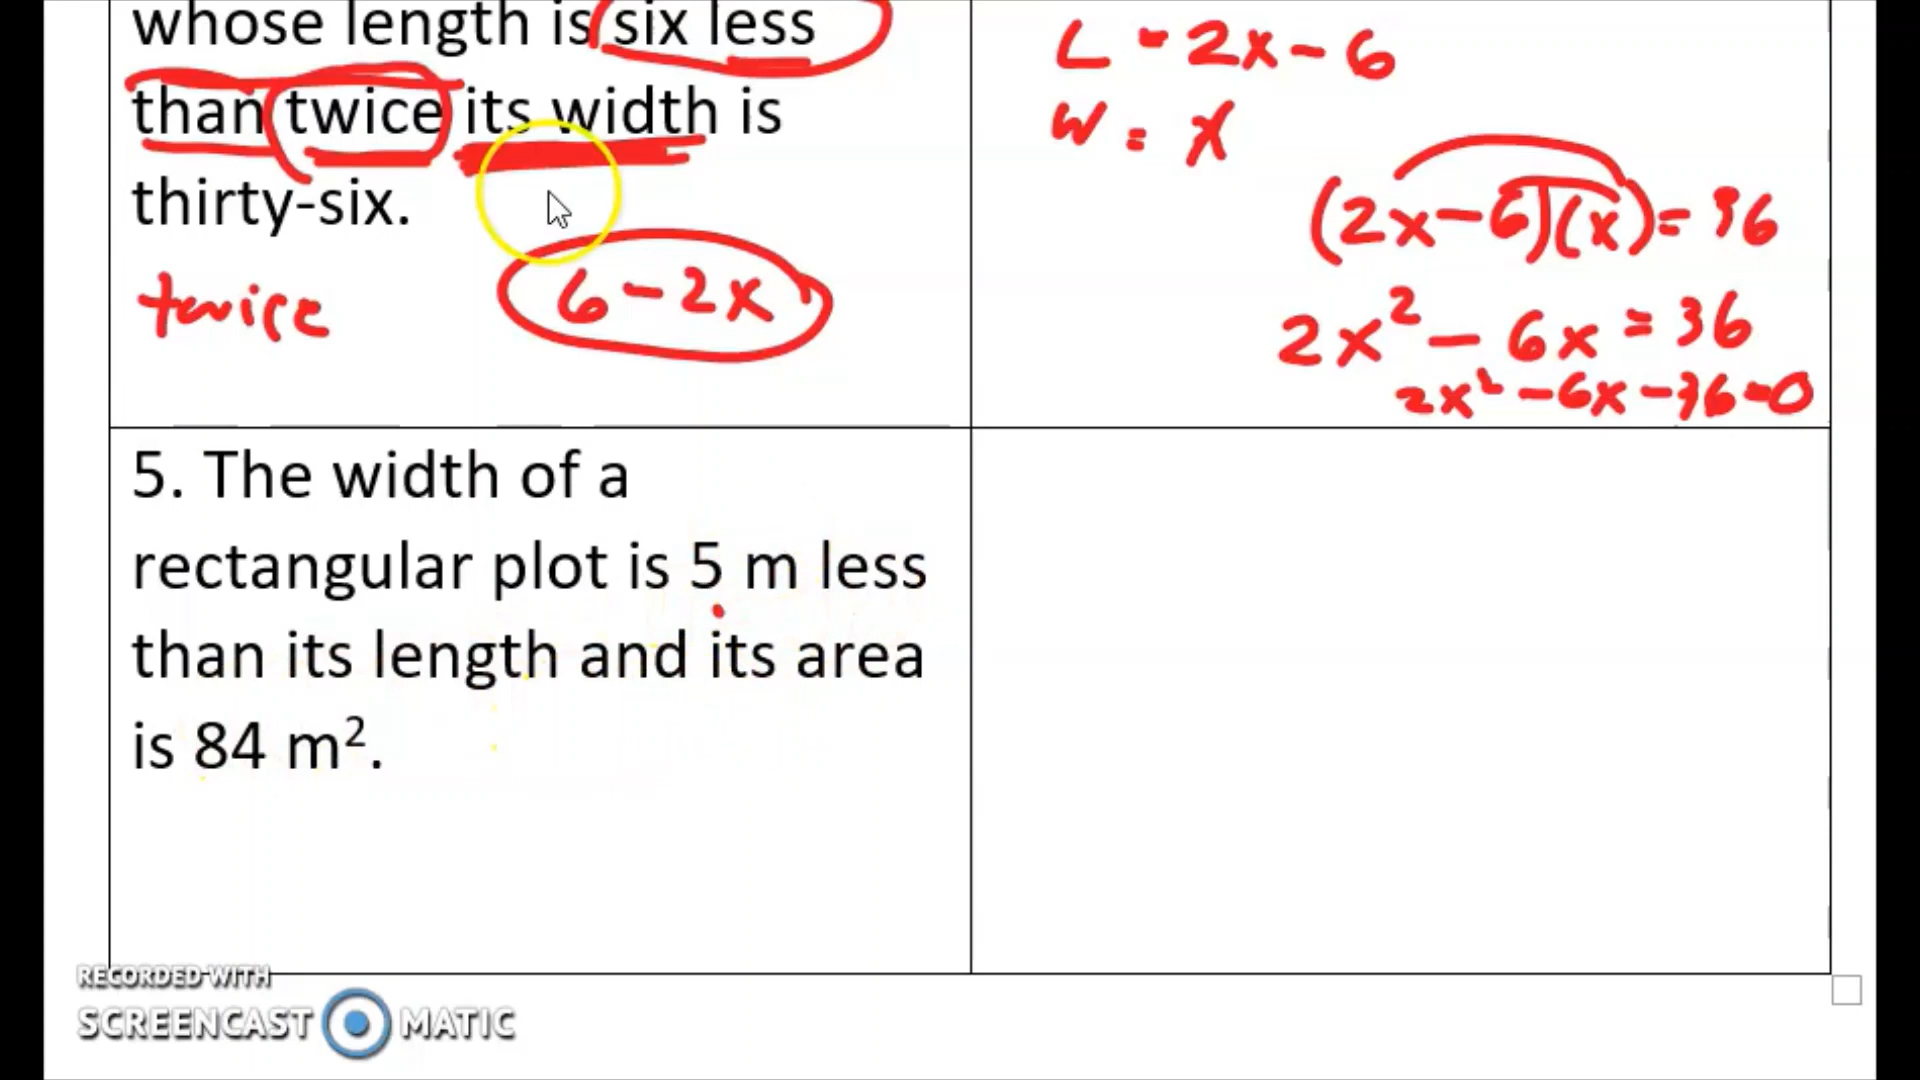 whose length is six less
than twice its width is
thirty-six.
twice
6 - 2x
L = 2x - 6
W = x
(2x - 6)(x) = 36
2x² - 6x = 36
2x² - 6x - 36 = 0
5. The width of a
rectangular plot is 5 m less
than its length and its area
is 84 m².
RECORDED WITH
SCREENCAST MATIC